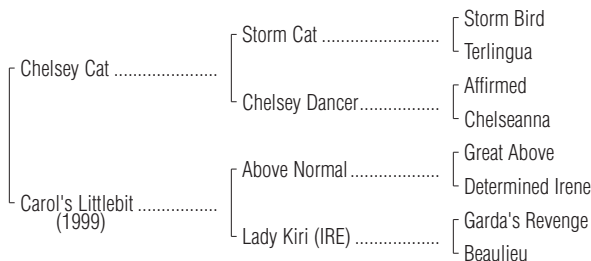 Storm Bird
Storm Cat ......................
Terlingua
Chelsey Cat ...................
Affirmed
Chelsey Dancer...............
Chelseanna
Great Above
Above Normal.................
Determined Irene
Carol's Littlebit ...............
(1999)
Garda's Revenge
Lady Kiri (IRE) ................
Beaulieu